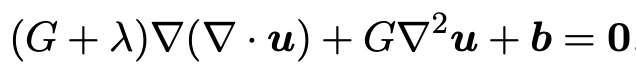 (G + λ)∇(∇ · u) + G∇²u + b = 0.